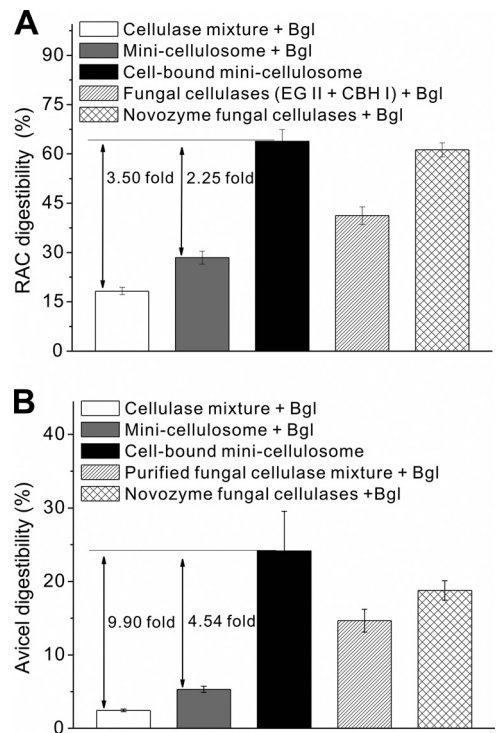 A
Cellulase mixture + Bgl
Mini-cellulosome + Bgl
Cell-bound mini-cellulosome
Fungal cellulases (EG II + CBH I) + Bgl
Novozyme fungal cellulases + Bgl
RAC digestibility (%)
90
75
60
45
30
15
0
3.50 fold
2.25 fold
B
Cellulase mixture + Bgl
Mini-cellulosome + Bgl
Cell-bound mini-cellulosome
Purified fungal cellulase mixture + Bgl
Novozyme fungal cellulases +Bgl
Avicel digestibility (%)
40
30
20
10
0
9.90 fold
4.54 fold